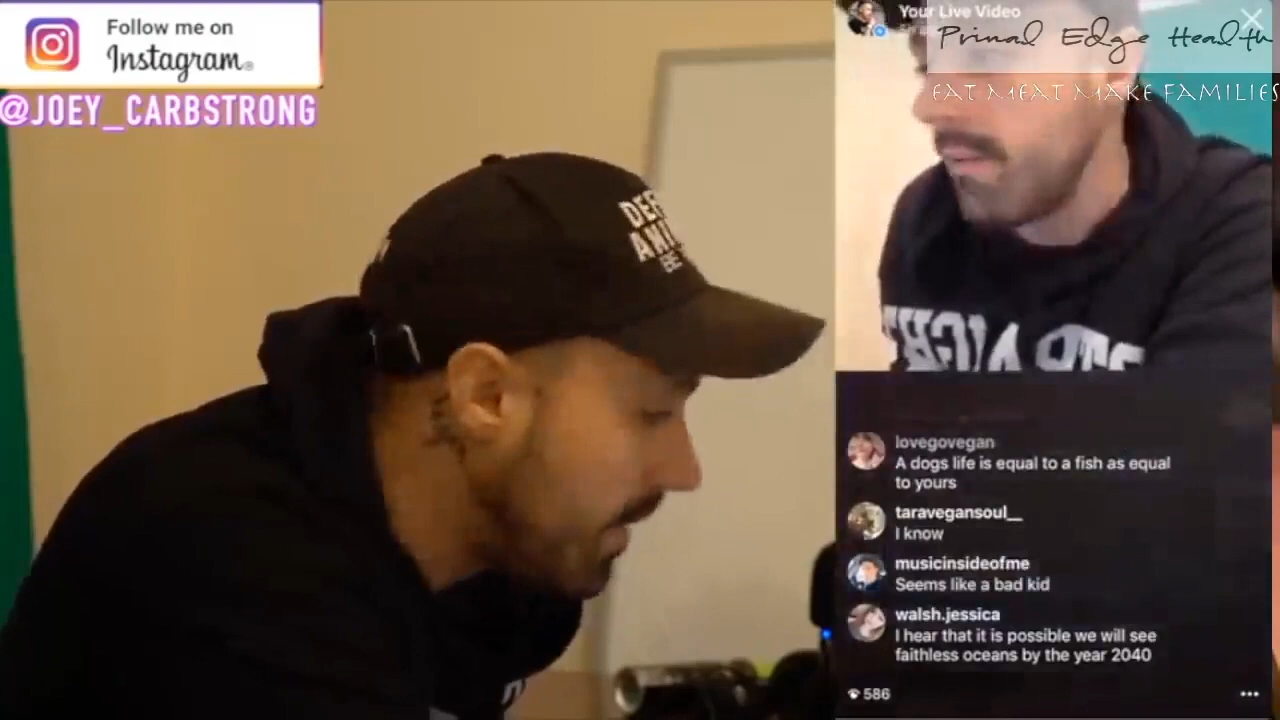 Follow me on
Instagram®
@JOEY_CARBSTRONG
Your Live Video
Primal Edge Health
EAT MEAT MAKE FAMILIES
lovegovegan
A dogs life is equal to a fish as equal
to yours
taravegansoul__
I know
musicinsideofme
Seems like a bad kid
walsh.jessica
I hear that it is possible we will see
faithless oceans by the year 2040
586